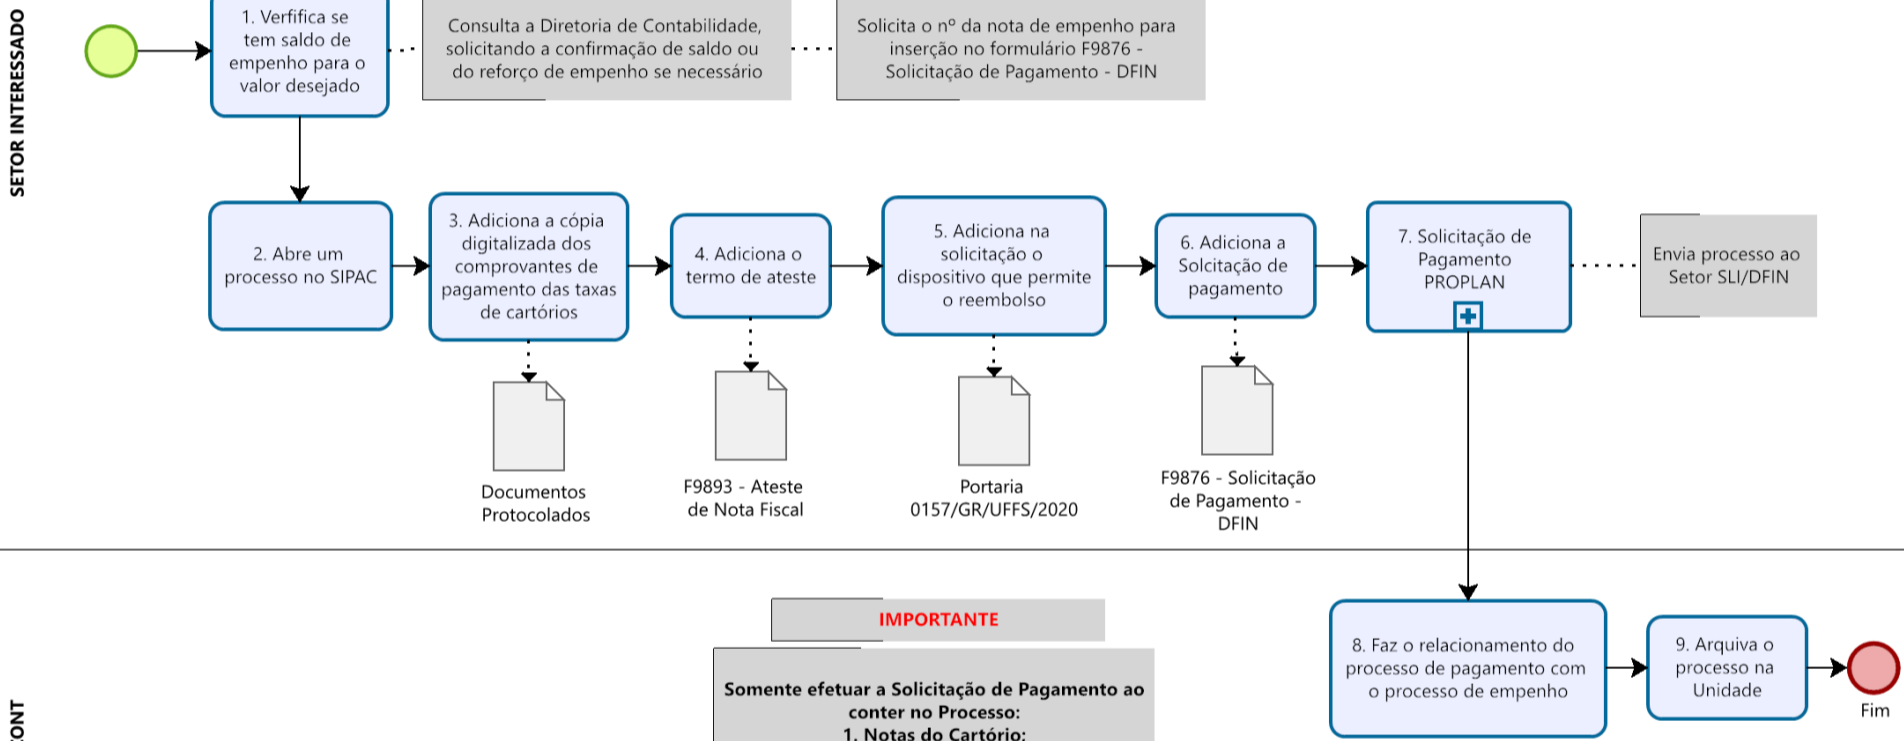 SETOR INTERESSADO
1. Verfifica se
tem saldo de
empenho para o
valor desejado
Consulta a Diretoria de Contabilidade,
solicitando a confirmação de saldo ou
do reforço de empenho se necessário
Solicita o nº da nota de empenho para
inserção no formulário F9876 -
Solicitação de Pagamento - DFIN
2. Abre um
processo no SIPAC
3. Adiciona a cópia
digitalizada dos
comprovantes de
pagamento das taxas
de cartórios
4. Adiciona o
termo de ateste
5. Adiciona na
solicitação o
dispositivo que permite
o reembolso
6. Adiciona a
Solcitação de
pagamento
7. Solicitação de
Pagamento
PROPLAN
Envia processo ao
Setor SLI/DFIN
Documentos
Protocolados
F9893 - Ateste
de Nota Fiscal
Portaria
0157/GR/UFFS/2020
F9876 - Solicitação
de Pagamento -
DFIN
IMPORTANTE
Somente efetuar a Solicitação de Pagamento ao
conter no Processo:
1. Notas do Cartório;
8. Faz o relacionamento do
processo de pagamento com
o processo de empenho
9. Arquiva o
processo na
Unidade
Fim